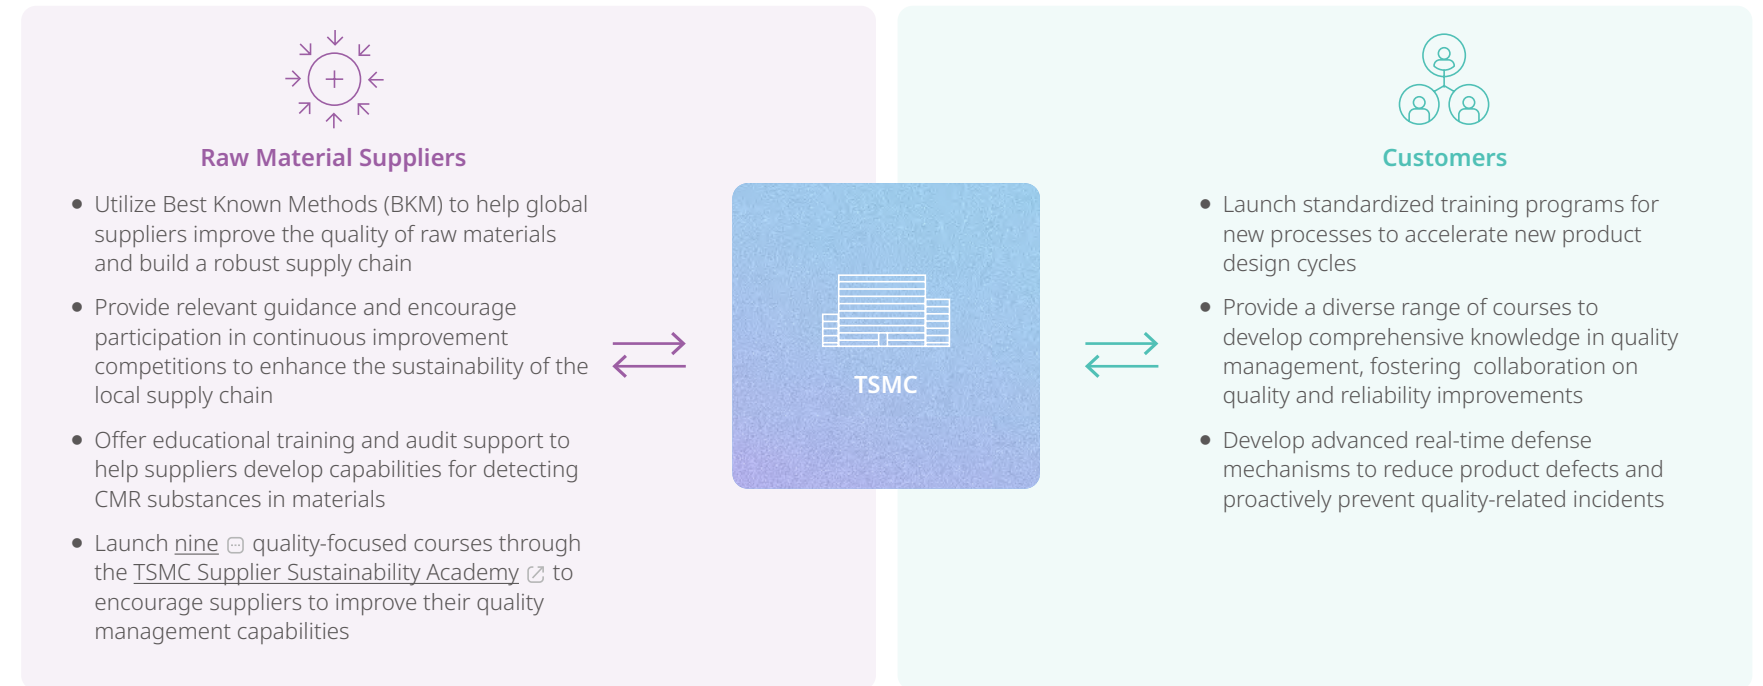 Raw Material Suppliers
• Utilize Best Known Methods (BKM) to help global
suppliers improve the quality of raw materials
and build a robust supply chain
• Provide relevant guidance and encourage
participation in continuous improvement
competitions to enhance the sustainability of the
local supply chain
• Offer educational training and audit support to
help suppliers develop capabilities for detecting
CMR substances in materials
• Launch nine quality-focused courses through
the TSMC Supplier Sustainability Academy to
encourage suppliers to improve their quality
management capabilities
TSMC
Customers
• Launch standardized training programs for
new processes to accelerate new product
design cycles
• Provide a diverse range of courses to
develop comprehensive knowledge in quality
management, fostering collaboration on
quality and reliability improvements
• Develop advanced real-time defense
mechanisms to reduce product defects and
proactively prevent quality-related incidents